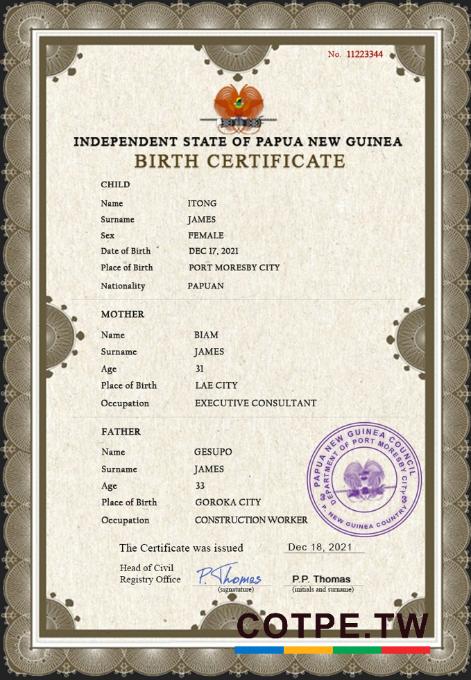 No. 11223344
INDEPENDENT STATE OF PAPUA NEW GUINEA
BIRTH CERTIFICATE
CHILD
Name ITONG
Surname JAMES
Sex FEMALE
Date of Birth DEC 17, 2021
Place of Birth PORT MORESBY CITY
Nationality PAPUAN
MOTHER
Name BIAM
Surname JAMES
Age 31
Place of Birth LAE CITY
Occupation EXECUTIVE CONSULTANT
FATHER
Name GESUPO
Surname JAMES
Age 33
Place of Birth GOROKA CITY
Occupation CONSTRUCTION WORKER
PAPUA NEW GUINEA COUNCIL
DEPARTMENT OF PORT MORESBY CITY
P. NEW GUINEA COUNTRY
The Certificate was issued Dec 18, 2021
Head of Civil
Registry Office P.Thomas P.P. Thomas
(signature) (initials and surname)
COTPE.TW